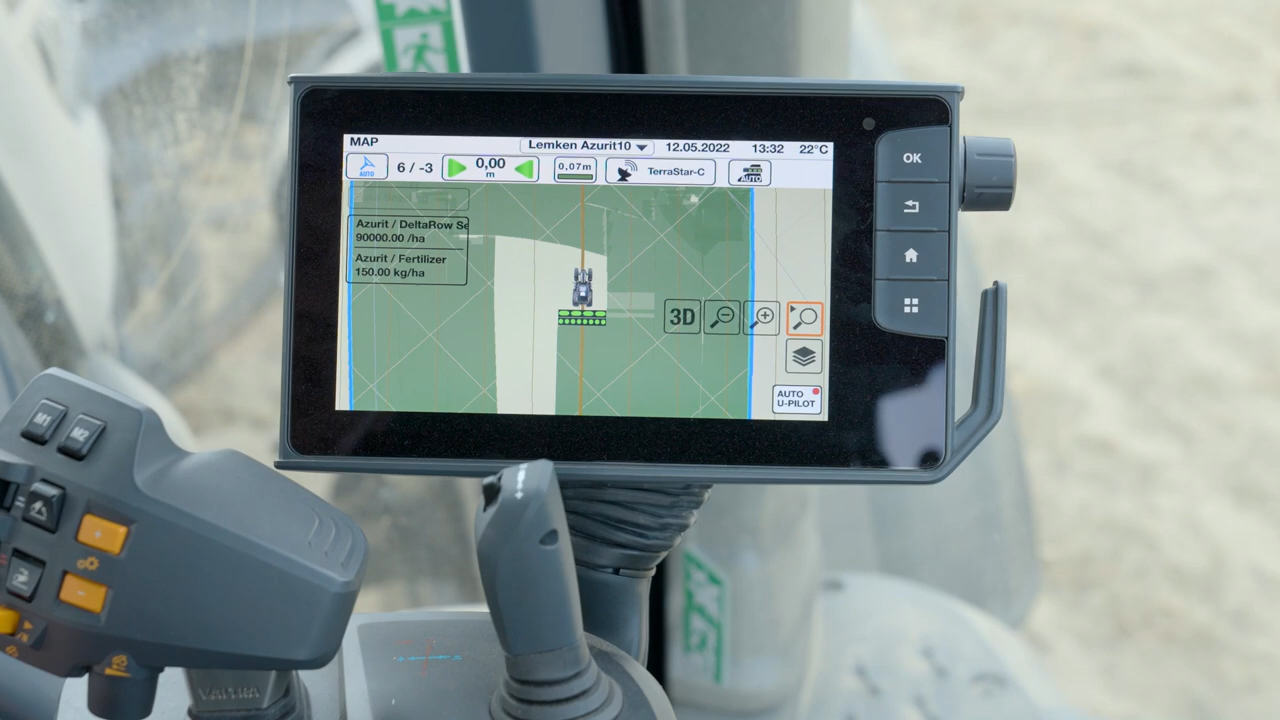 MAP
Lemken Azurit10
12.05.2022
13:32
22°C
AUTO
6 / -3
0,00
m
0.07m
TerraStar-C
AUTO
Azurit / DeltaRow Se
90000.00 /ha
Azurit / Fertilizer
150.00 kg/ha
3D
AUTO
U-PILOT
OK
M1
M2
+
-
VALTRA